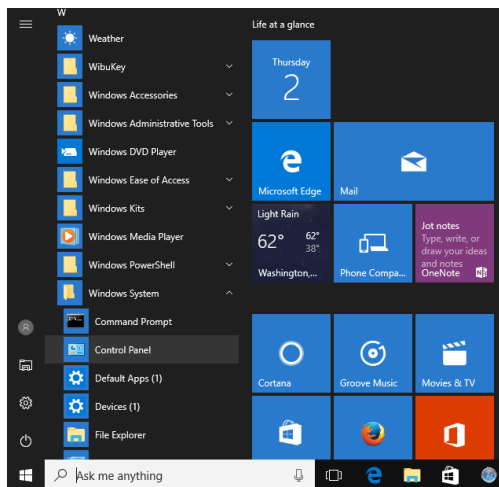 W
Weather
WibuKey
Windows Accessories
Windows Administrative Tools
Windows DVD Player
Windows Ease of Access
Windows Kits
Windows Media Player
Windows PowerShell
Windows System
Command Prompt
Control Panel
Default Apps (1)
Devices (1)
File Explorer
Ask me anything
Life at a glance
Thursday
2
Microsoft Edge
Mail
Light Rain
62° 62°
38°
Washington,...
Phone Compa...
Jot notes
Type, write, or
draw your ideas
and notes
OneNote
Cortana
Groove Music
Movies & TV